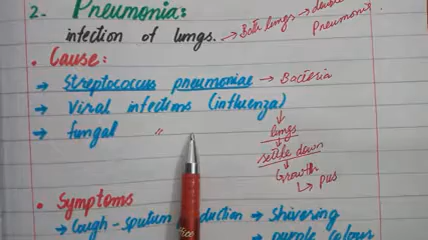 2. Pneumonia:
infection of lungs. → Both lungs → double
Pneumonia.
• Cause:
→ Streptococcus pneumoniae → Bacteria
→ Viral infections (influenza)
→ fungal "
↓
lungs
↓
settle down
↓
Growth
↳ pus
• Symptoms
→ Cough - sputum duction → shivering
→ purple colour